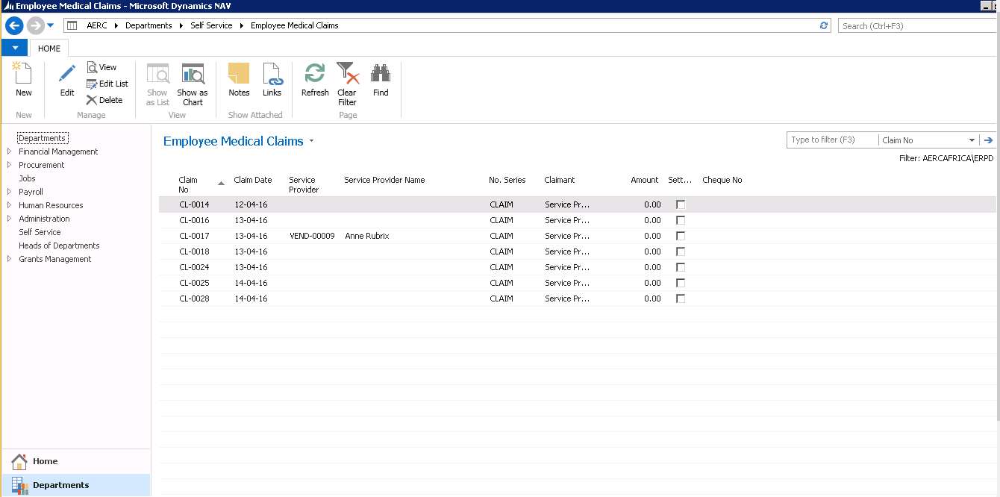 Employee Medical Claims - Microsoft Dynamics NAV
AERC Departments Self Service Employee Medical Claims
Search (Ctrl+F3)
HOME
New
New
Edit
View
Edit List
Delete
Manage
Show as List
Show as Chart
View
Notes
Links
Show Attached
Refresh
Clear Filter
Find
Page
Departments
Financial Management
Procurement
Jobs
Payroll
Human Resources
Administration
Self Service
Heads of Departments
Grants Management
Home
Departments
Employee Medical Claims
Type to filter (F3) Claim No
Filter: AERCAFRICA\ERPD
Claim No Claim Date Service Provider Service Provider Name No. Series Claimant Amount Sett... Cheque No
CL-0014 12-04-16 CLAIM Service Pr... 0.00
CL-0016 13-04-16 CLAIM Service Pr... 0.00
CL-0017 13-04-16 VEND-00009 Anne Rubrix CLAIM Service Pr... 0.00
CL-0018 13-04-16 CLAIM Service Pr... 0.00
CL-0024 13-04-16 CLAIM Service Pr... 0.00
CL-0025 14-04-16 CLAIM Service Pr... 0.00
CL-0028 14-04-16 CLAIM Service Pr... 0.00